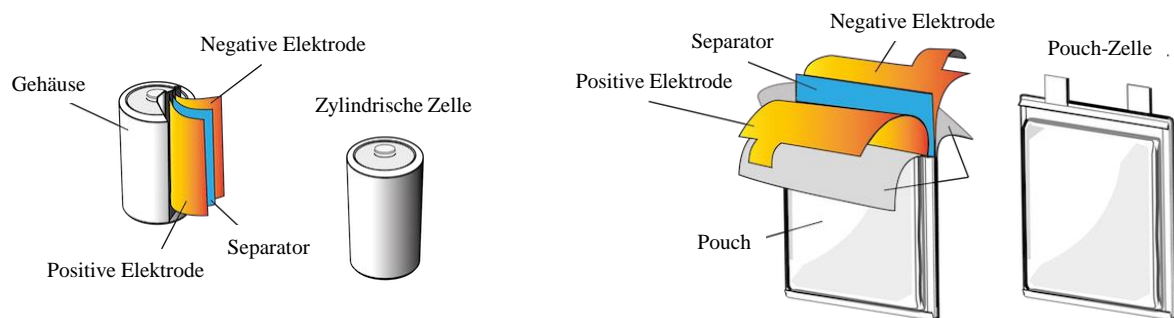 Negative Elektrode
Gehäuse
Zylindrische Zelle
Separator
Positive Elektrode
Negative Elektrode
Separator
Pouch-Zelle
Positive Elektrode
Pouch